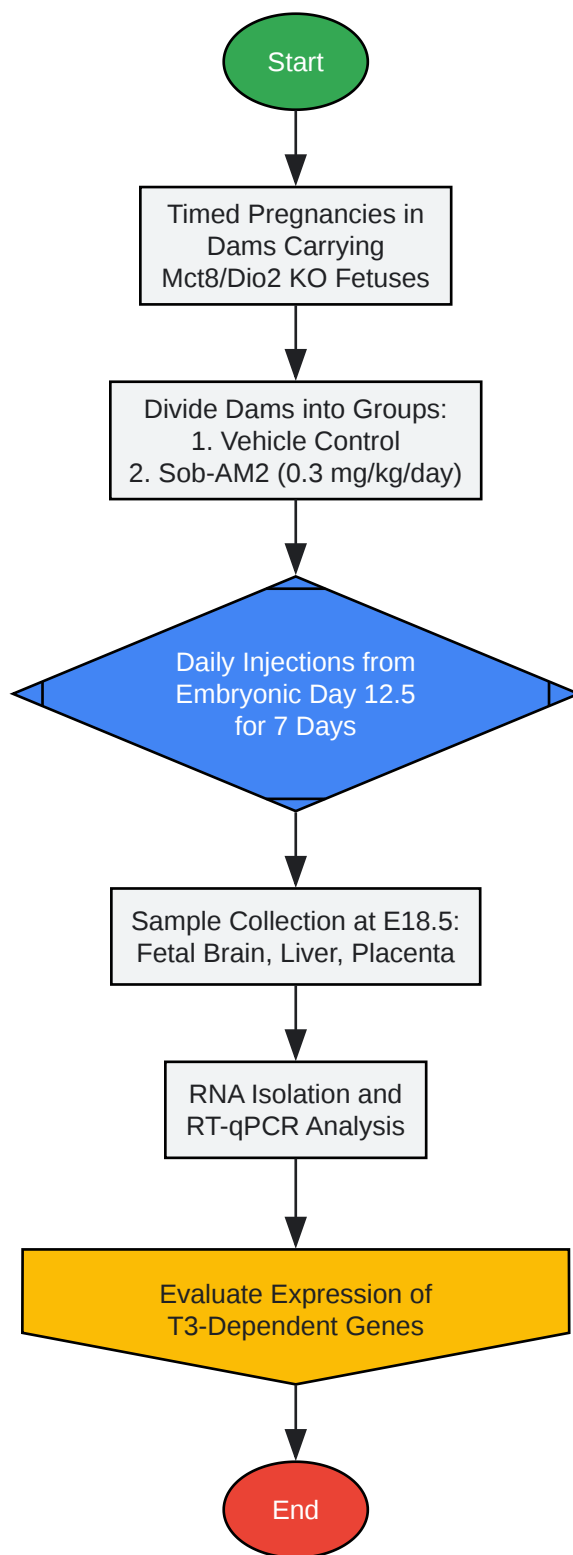 Start
Timed Pregnancies in
Dams Carrying
Mct8/Dio2 KO Fetuses
Divide Dams into Groups:
1. Vehicle Control
2. Sob-AM2 (0.3 mg/kg/day)
Daily Injections from
Embryonic Day 12.5
for 7 Days
Sample Collection at E18.5:
Fetal Brain, Liver, Placenta
RNA Isolation and
RT-qPCR Analysis
Evaluate Expression of
T3-Dependent Genes
End